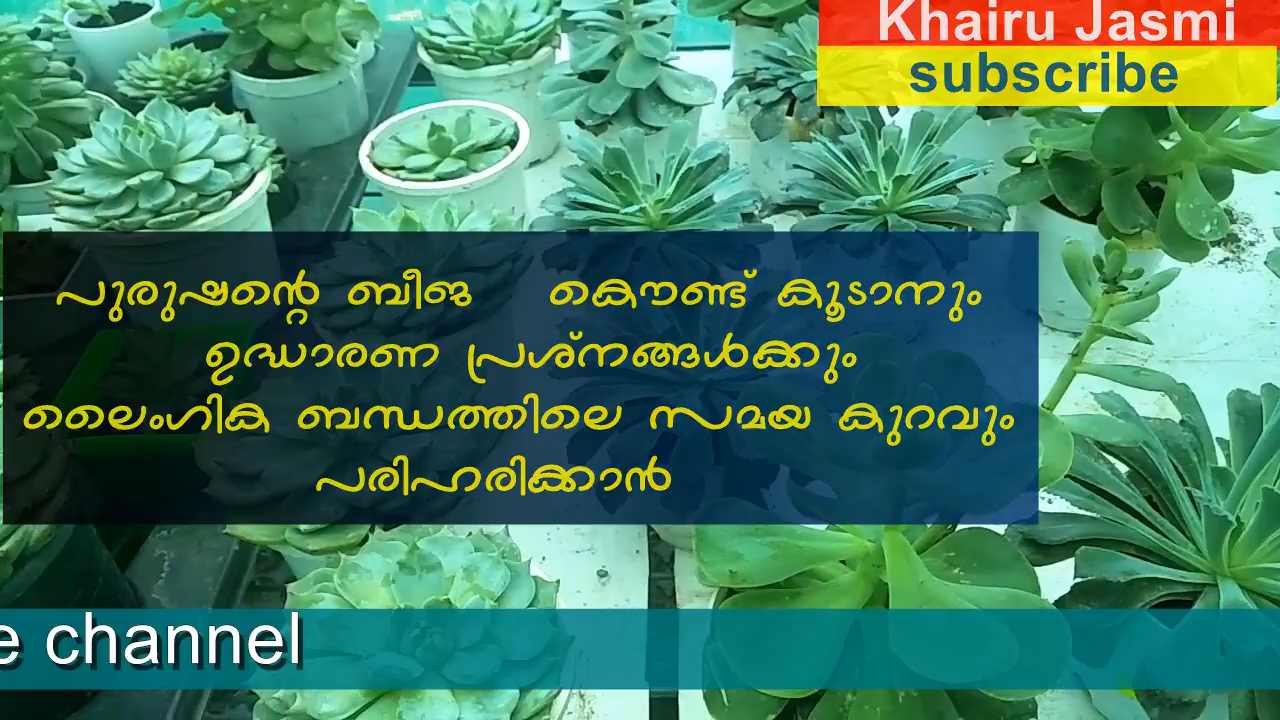 Khairu Jasmi
subscribe
പുരുഷന്റെ ബീജ കൌണ്ട് കൂടാനും
ഉദ്ധാരണ പ്രശ്നങ്ങൾക്കും
ലൈംഗിക ബന്ധത്തിലെ സമയ കുറവും
പരിഹരിക്കാൻ
e channel